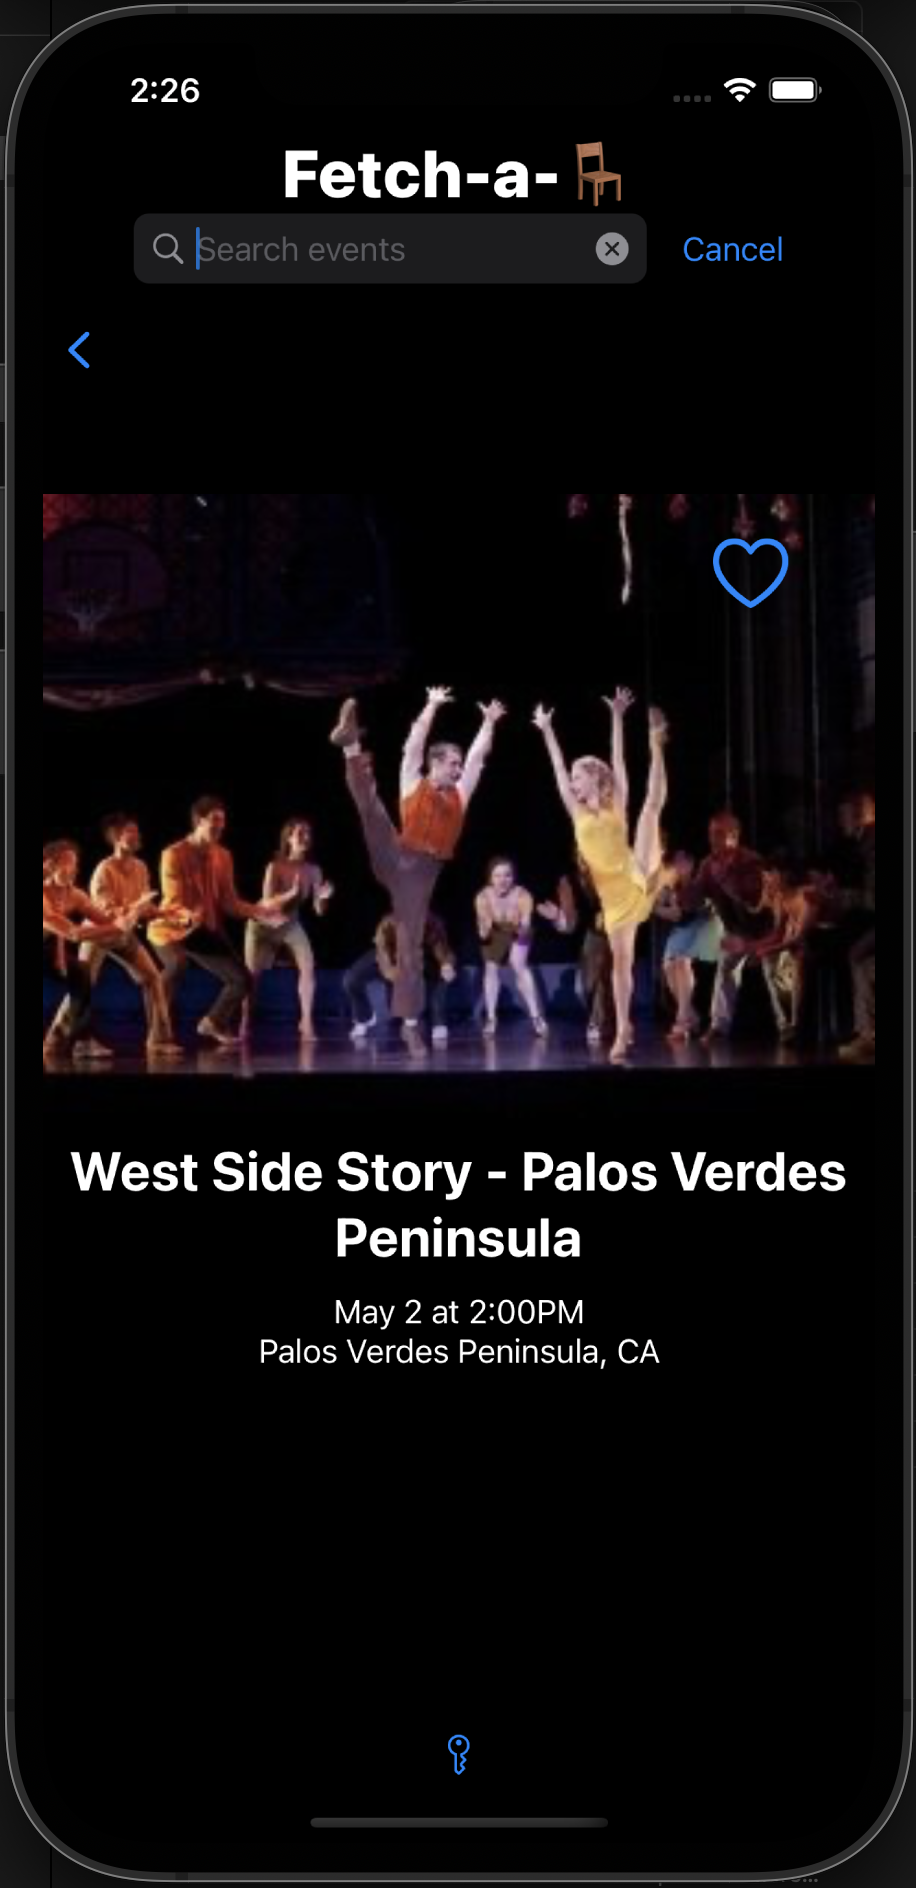 2:26
Fetch-a-🪑
Search events
Cancel
West Side Story - Palos Verdes
Peninsula
May 2 at 2:00PM
Palos Verdes Peninsula, CA